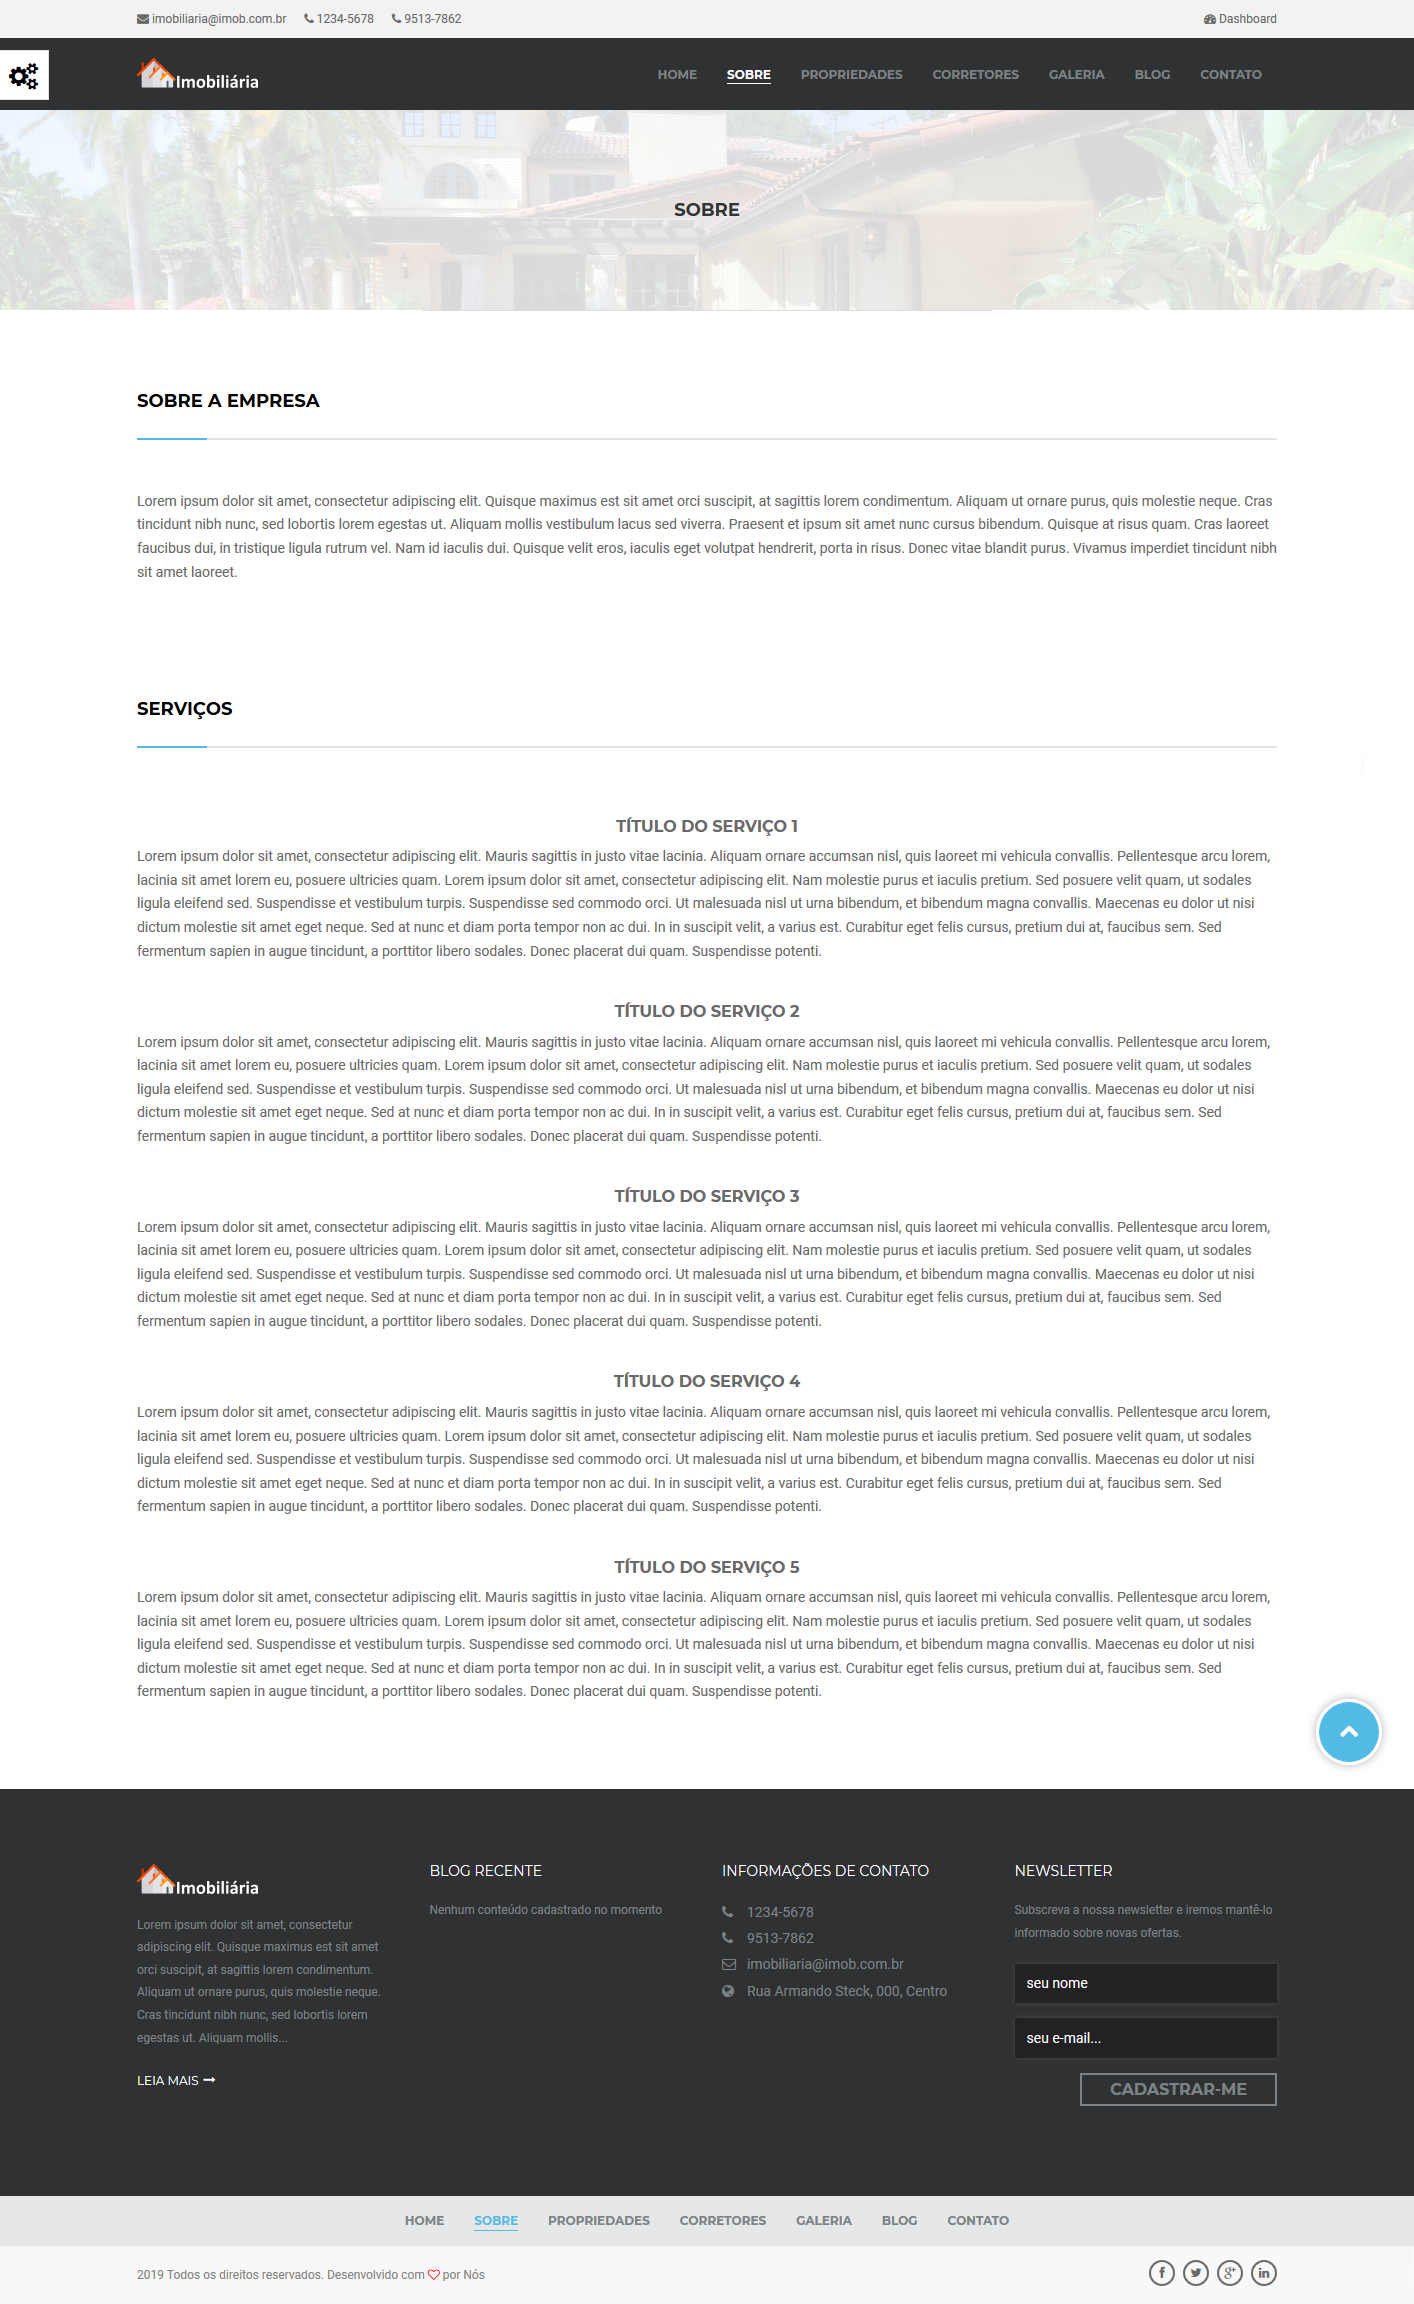 imobiliaria@imob.com.br 1234-5678 9513-7862 Dashboard
Imobiliária
HOME SOBRE PROPRIEDADES CORRETORES GALERIA BLOG CONTATO
SOBRE
SOBRE A EMPRESA
Lorem ipsum dolor sit amet, consectetur adipiscing elit. Quisque maximus est sit amet orci suscipit, at sagittis lorem condimentum. Aliquam ut ornare purus, quis molestie neque. Cras
tincidunt nibh nunc, sed lobortis lorem egestas ut. Aliquam mollis vestibulum lacus sed viverra. Praesent et ipsum sit amet nunc cursus bibendum. Quisque at risus quam. Cras laoreet
faucibus dui, in tristique ligula rutrum vel. Nam id iaculis dui. Quisque velit eros, iaculis eget volutpat hendrerit, porta in risus. Donec vitae blandit purus. Vivamus imperdiet tincidunt nibh
sit amet laoreet.
SERVIÇOS
TÍTULO DO SERVIÇO 1
Lorem ipsum dolor sit amet, consectetur adipiscing elit. Mauris sagittis in justo vitae lacinia. Aliquam ornare accumsan nisl, quis laoreet mi vehicula convallis. Pellentesque arcu lorem,
lacinia sit amet lorem eu, posuere ultricies quam. Lorem ipsum dolor sit amet, consectetur adipiscing elit. Nam molestie purus et iaculis pretium. Sed posuere velit quam, ut sodales
ligula eleifend sed. Suspendisse et vestibulum turpis. Suspendisse sed commodo orci. Ut malesuada nisl ut urna bibendum, et bibendum magna convallis. Maecenas eu dolor ut nisi
dictum molestie sit amet eget neque. Sed at nunc et diam porta tempor non ac dui. In in suscipit velit, a varius est. Curabitur eget felis cursus, pretium dui at, faucibus sem. Sed
fermentum sapien in augue tincidunt, a porttitor libero sodales. Donec placerat dui quam. Suspendisse potenti.
TÍTULO DO SERVIÇO 2
Lorem ipsum dolor sit amet, consectetur adipiscing elit. Mauris sagittis in justo vitae lacinia. Aliquam ornare accumsan nisl, quis laoreet mi vehicula convallis. Pellentesque arcu lorem,
lacinia sit amet lorem eu, posuere ultricies quam. Lorem ipsum dolor sit amet, consectetur adipiscing elit. Nam molestie purus et iaculis pretium. Sed posuere velit quam, ut sodales
ligula eleifend sed. Suspendisse et vestibulum turpis. Suspendisse sed commodo orci. Ut malesuada nisl ut urna bibendum, et bibendum magna convallis. Maecenas eu dolor ut nisi
dictum molestie sit amet eget neque. Sed at nunc et diam porta tempor non ac dui. In in suscipit velit, a varius est. Curabitur eget felis cursus, pretium dui at, faucibus sem. Sed
fermentum sapien in augue tincidunt, a porttitor libero sodales. Donec placerat dui quam. Suspendisse potenti.
TÍTULO DO SERVIÇO 3
Lorem ipsum dolor sit amet, consectetur adipiscing elit. Mauris sagittis in justo vitae lacinia. Aliquam ornare accumsan nisl, quis laoreet mi vehicula convallis. Pellentesque arcu lorem,
lacinia sit amet lorem eu, posuere ultricies quam. Lorem ipsum dolor sit amet, consectetur adipiscing elit. Nam molestie purus et iaculis pretium. Sed posuere velit quam, ut sodales
ligula eleifend sed. Suspendisse et vestibulum turpis. Suspendisse sed commodo orci. Ut malesuada nisl ut urna bibendum, et bibendum magna convallis. Maecenas eu dolor ut nisi
dictum molestie sit amet eget neque. Sed at nunc et diam porta tempor non ac dui. In in suscipit velit, a varius est. Curabitur eget felis cursus, pretium dui at, faucibus sem. Sed
fermentum sapien in augue tincidunt, a porttitor libero sodales. Donec placerat dui quam. Suspendisse potenti.
TÍTULO DO SERVIÇO 4
Lorem ipsum dolor sit amet, consectetur adipiscing elit. Mauris sagittis in justo vitae lacinia. Aliquam ornare accumsan nisl, quis laoreet mi vehicula convallis. Pellentesque arcu lorem,
lacinia sit amet lorem eu, posuere ultricies quam. Lorem ipsum dolor sit amet, consectetur adipiscing elit. Nam molestie purus et iaculis pretium. Sed posuere velit quam, ut sodales
ligula eleifend sed. Suspendisse et vestibulum turpis. Suspendisse sed commodo orci. Ut malesuada nisl ut urna bibendum, et bibendum magna convallis. Maecenas eu dolor ut nisi
dictum molestie sit amet eget neque. Sed at nunc et diam porta tempor non ac dui. In in suscipit velit, a varius est. Curabitur eget felis cursus, pretium dui at, faucibus sem. Sed
fermentum sapien in augue tincidunt, a porttitor libero sodales. Donec placerat dui quam. Suspendisse potenti.
TÍTULO DO SERVIÇO 5
Lorem ipsum dolor sit amet, consectetur adipiscing elit. Mauris sagittis in justo vitae lacinia. Aliquam ornare accumsan nisl, quis laoreet mi vehicula convallis. Pellentesque arcu lorem,
lacinia sit amet lorem eu, posuere ultricies quam. Lorem ipsum dolor sit amet, consectetur adipiscing elit. Nam molestie purus et iaculis pretium. Sed posuere velit quam, ut sodales
ligula eleifend sed. Suspendisse et vestibulum turpis. Suspendisse sed commodo orci. Ut malesuada nisl ut urna bibendum, et bibendum magna convallis. Maecenas eu dolor ut nisi
dictum molestie sit amet eget neque. Sed at nunc et diam porta tempor non ac dui. In in suscipit velit, a varius est. Curabitur eget felis cursus, pretium dui at, faucibus sem. Sed
fermentum sapien in augue tincidunt, a porttitor libero sodales. Donec placerat dui quam. Suspendisse potenti.
Imobiliária
Lorem ipsum dolor sit amet, consectetur
adipiscing elit. Quisque maximus est sit amet
orci suscipit, at sagittis lorem condimentum.
Aliquam ut ornare purus, quis molestie neque.
Cras tincidunt nibh nunc, sed lobortis lorem
egestas ut. Aliquam mollis...
LEIA MAIS
BLOG RECENTE
Nenhum conteúdo cadastrado no momento
INFORMAÇÕES DE CONTATO
1234-5678
9513-7862
imobiliaria@imob.com.br
Rua Armando Steck, 000, Centro
NEWSLETTER
Subscreva a nossa newsletter e iremos mantê-lo
informado sobre novas ofertas.
seu nome
seu e-mail...
CADASTRAR-ME
HOME SOBRE PROPRIEDADES CORRETORES GALERIA BLOG CONTATO
2019 Todos os direitos reservados. Desenvolvido com por Nós